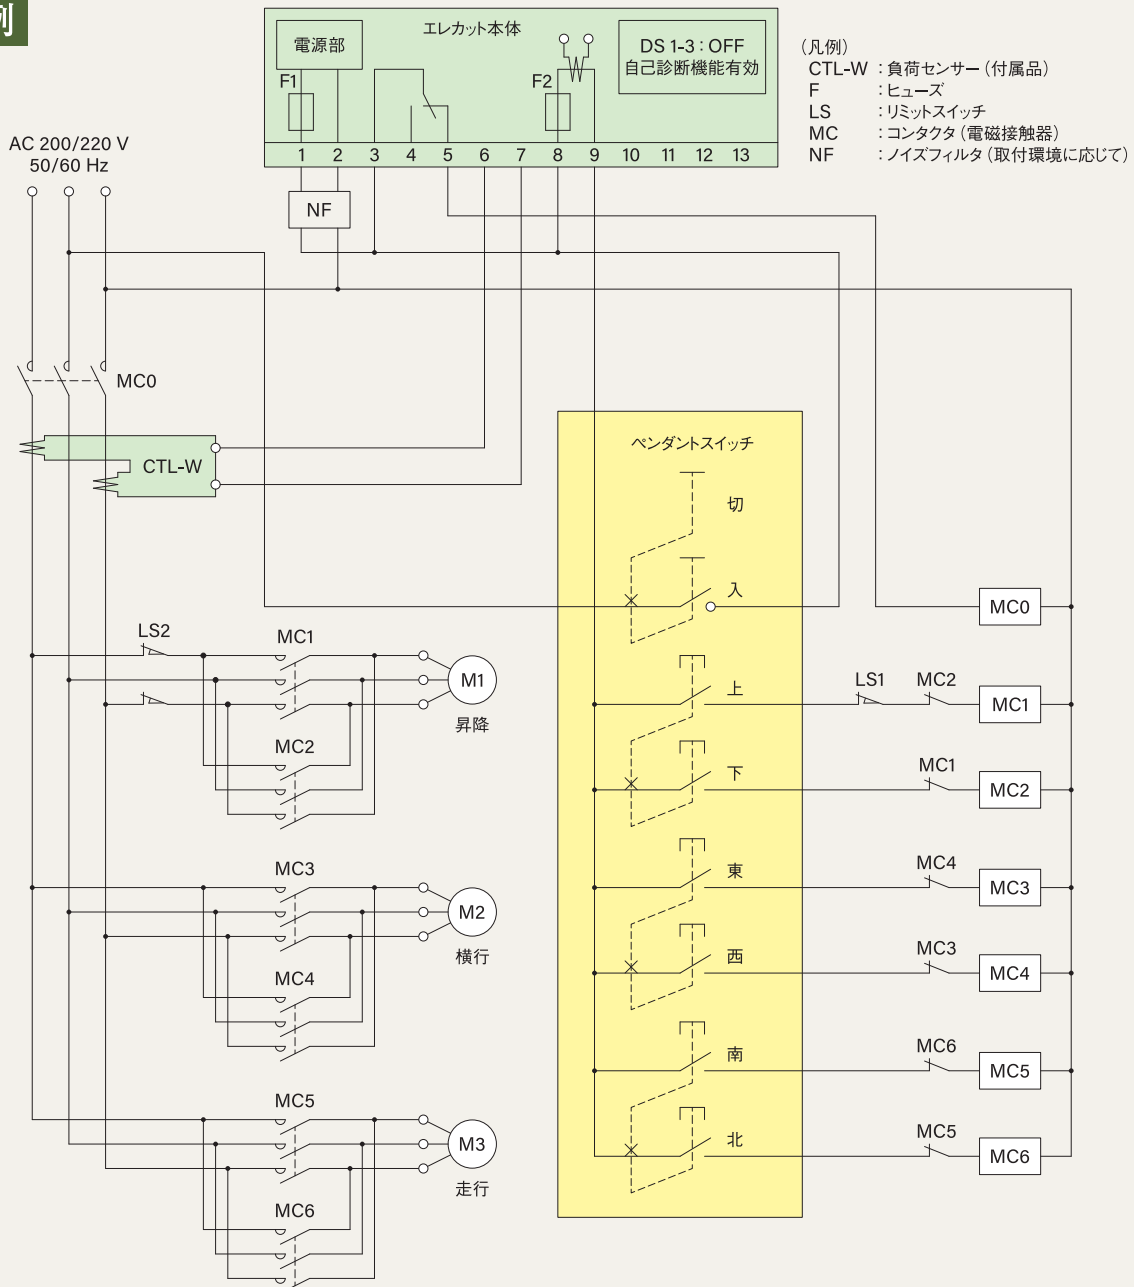 例
エレカット本体
電源部
DS 1-3 : OFF
自己診断機能有効
F1
F2
1 2 3 4 5 6 7 8 9 10 11 12 13
(凡例)
CTL-W : 負荷センサー (付属品)
F : ヒューズ
LS : リミットスイッチ
MC : コンタクタ (電磁接触器)
NF : ノイズフィルタ (取付環境に応じて)
AC 200/220 V
50/60 Hz
NF
MC0
CTL-W
ペンダントスイッチ
切
入
MC0
LS2
MC1
M1
昇降
上
LS1
MC2
MC1
MC2
下
MC1
MC2
MC3
M2
横行
東
MC4
MC3
MC4
西
MC3
MC4
南
MC6
MC5
MC5
M3
走行
北
MC5
MC6
MC6